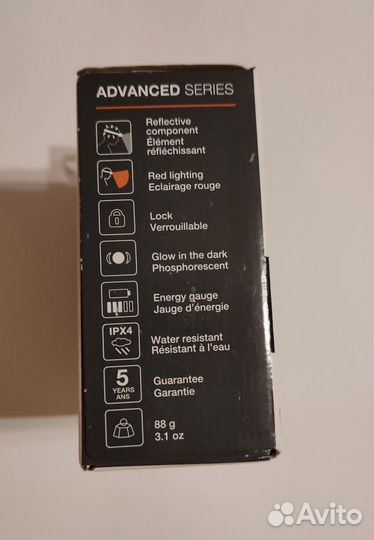 ADVANCED SERIES
Reflective
component
Élément
réfléchissant
Red lighting
Eclairage rouge
Lock
Verrouillable
Glow in the dark
Phosphorescent
Energy gauge
Jauge d'énergie
IPX4
Water resistant
Résistant à l'eau
5
YEARS
ANS
Guarantee
Garantie
88 g
3.1 oz
Avito